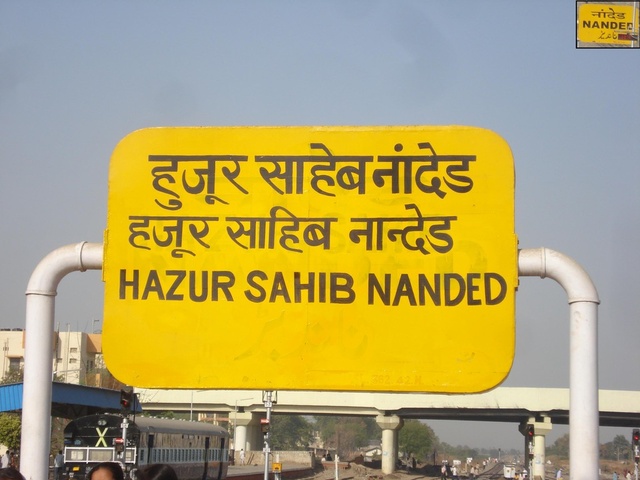 हुजूर साहेब नांदेड
हजूर साहिब नान्देड
HAZUR SAHIB NANDED
नांदेड
NANDED
X